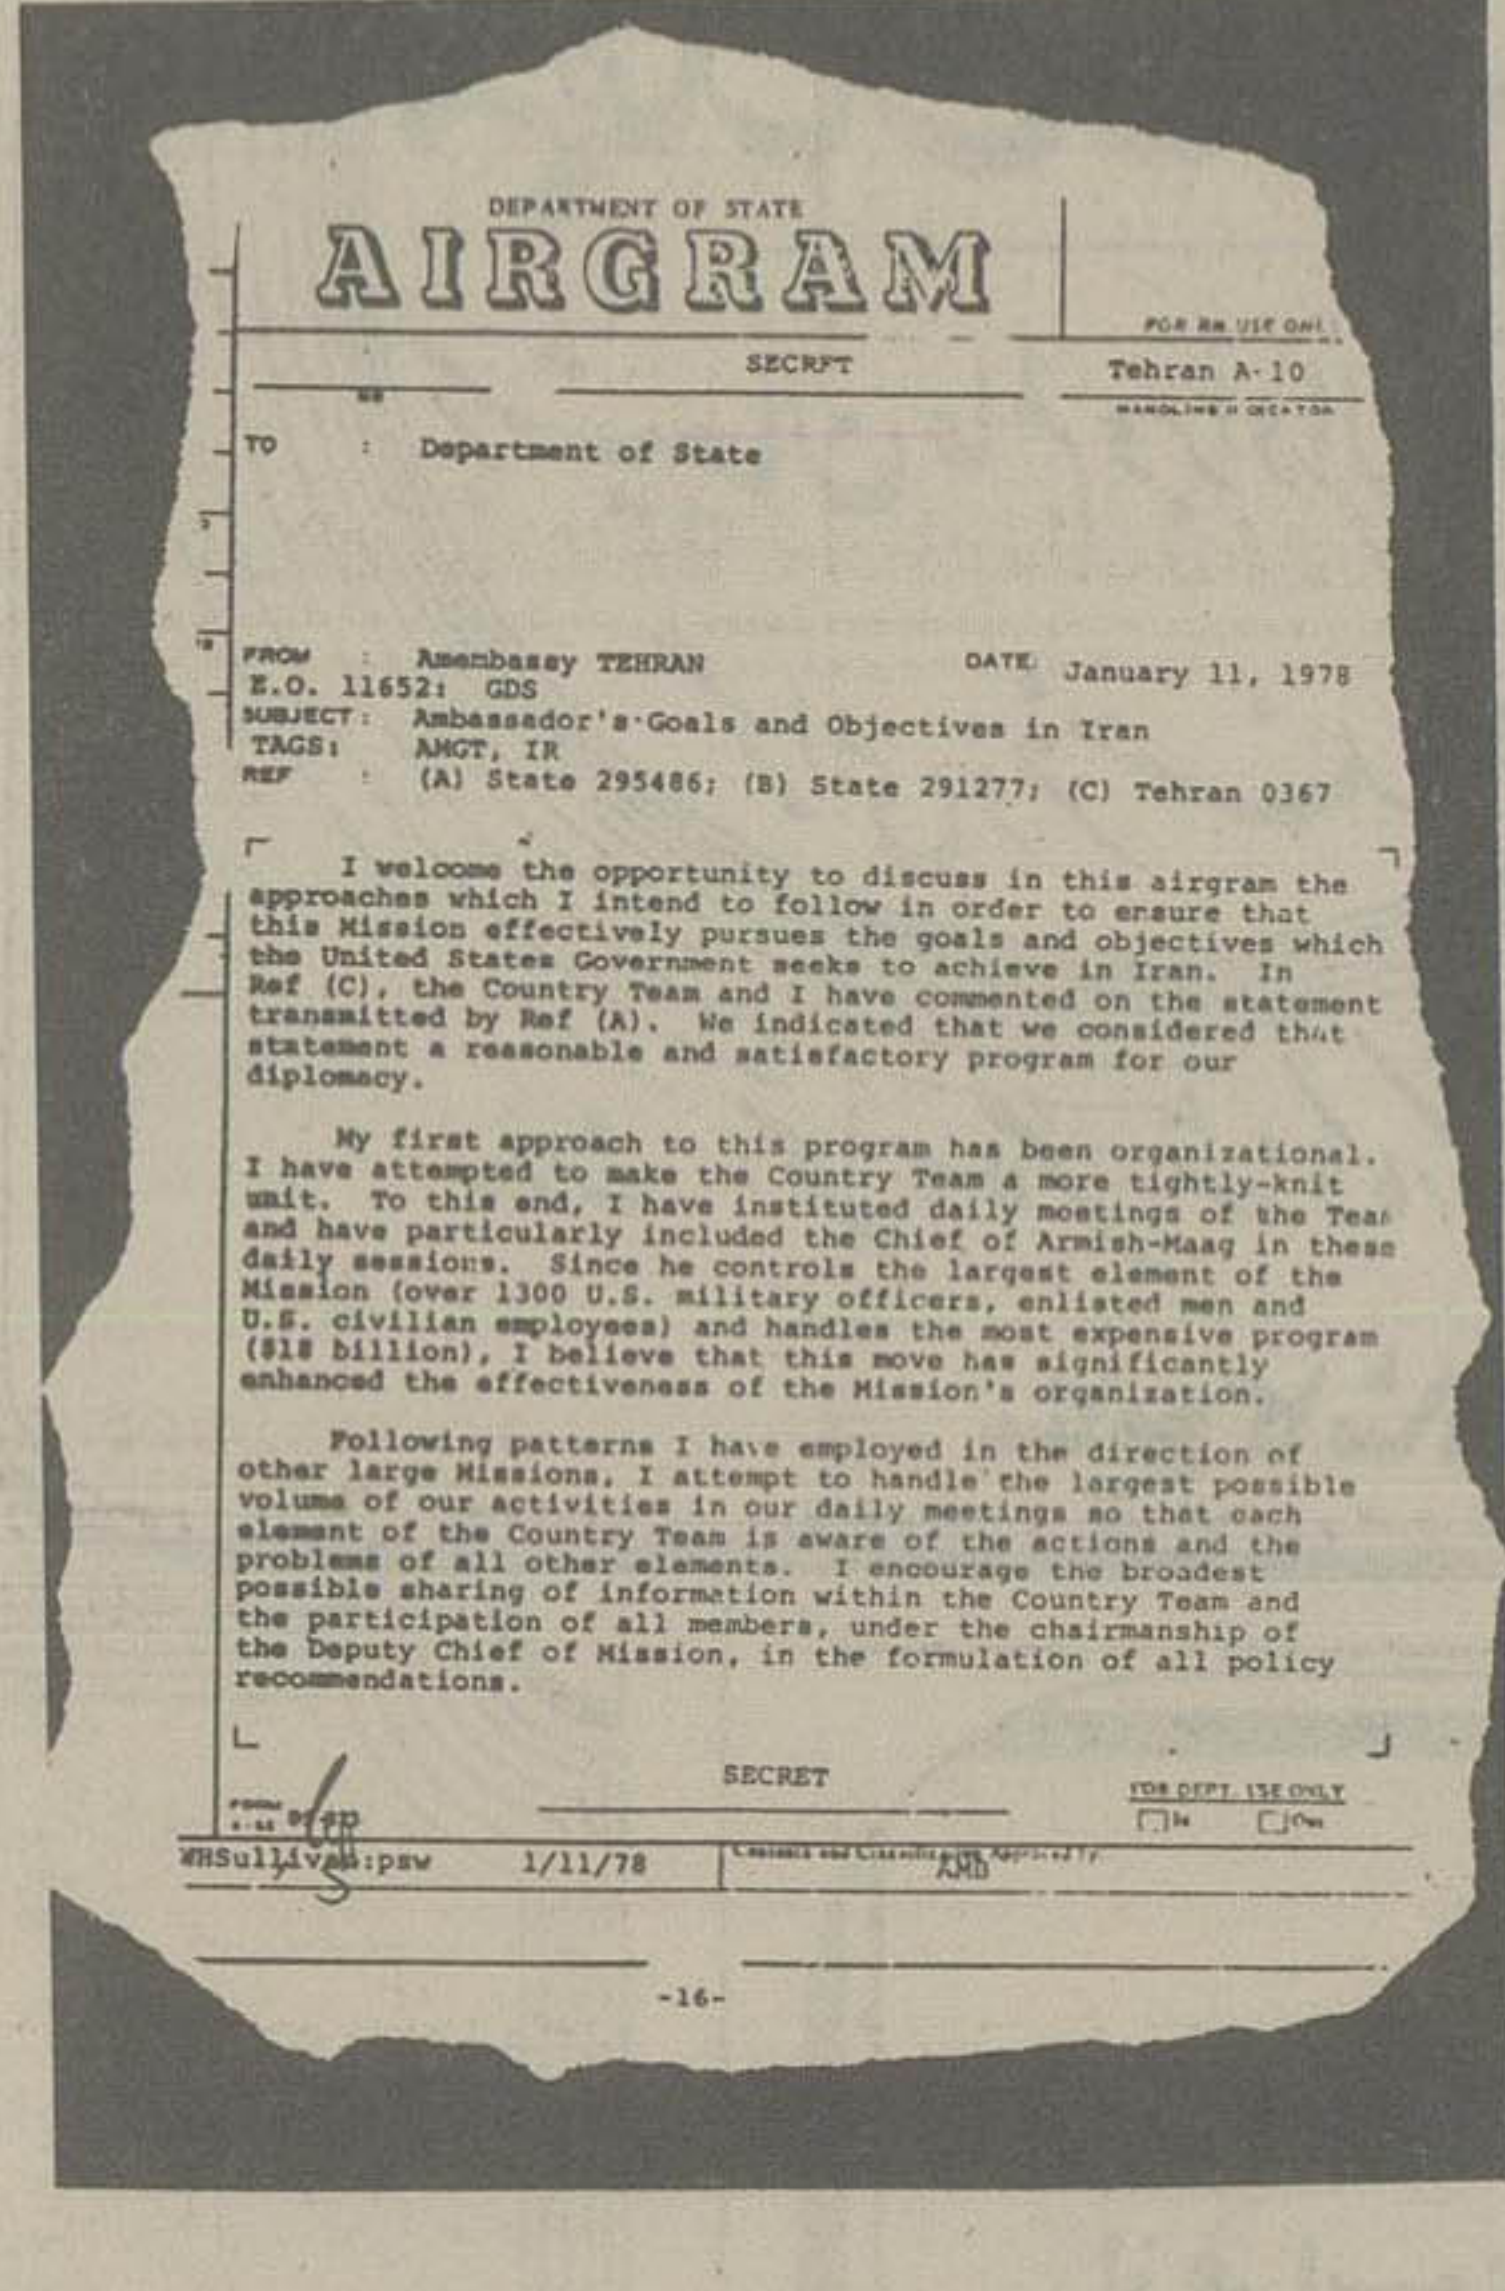 DEPARTMENT OF STATE
AIRGRAM
FOR RM USE ONL
SECRET
Tehran A-10
HANDLING
TO : Department of State
FROM : Amembassy TEHRAN DATE: January 11, 1978
E.O. 11652: GDS
SUBJECT: Ambassador's Goals and Objectives in Iran
TAGS: AMGT, IR
REF : (A) State 295486; (B) State 291277; (C) Tehran 0367
I welcome the opportunity to discuss in this airgram the
approaches which I intend to follow in order to ensure that
this Mission effectively pursues the goals and objectives which
the United States Government seeks to achieve in Iran. In
Ref (C), the Country Team and I have commented on the statement
transmitted by Ref (A). We indicated that we considered that
statement a reasonable and satisfactory program for our
diplomacy.
My first approach to this program has been organizational.
I have attempted to make the Country Team a more tightly-knit
unit. To this end, I have instituted daily meetings of the Team
and have particularly included the Chief of Armish-Maag in these
daily sessions. Since he controls the largest element of the
Mission (over 1300 U.S. military officers, enlisted men and
U.S. civilian employees) and handles the most expensive program
($18 billion), I believe that this move has significantly
enhanced the effectiveness of the Mission's organization.
Following patterns I have employed in the direction of
other large Missions, I attempt to handle the largest possible
volume of our activities in our daily meetings so that each
element of the Country Team is aware of the actions and the
problems of all other elements. I encourage the broadest
possible sharing of information within the Country Team and
the participation of all members, under the chairmanship of
the Deputy Chief of Mission, in the formulation of all policy
recommendations.
SECRET
FOR DEPT. USE ONLY
In Out
FORM
WHSullivan:psw 1/11/78 Contents and Classification Approved by:
AMB
-16-